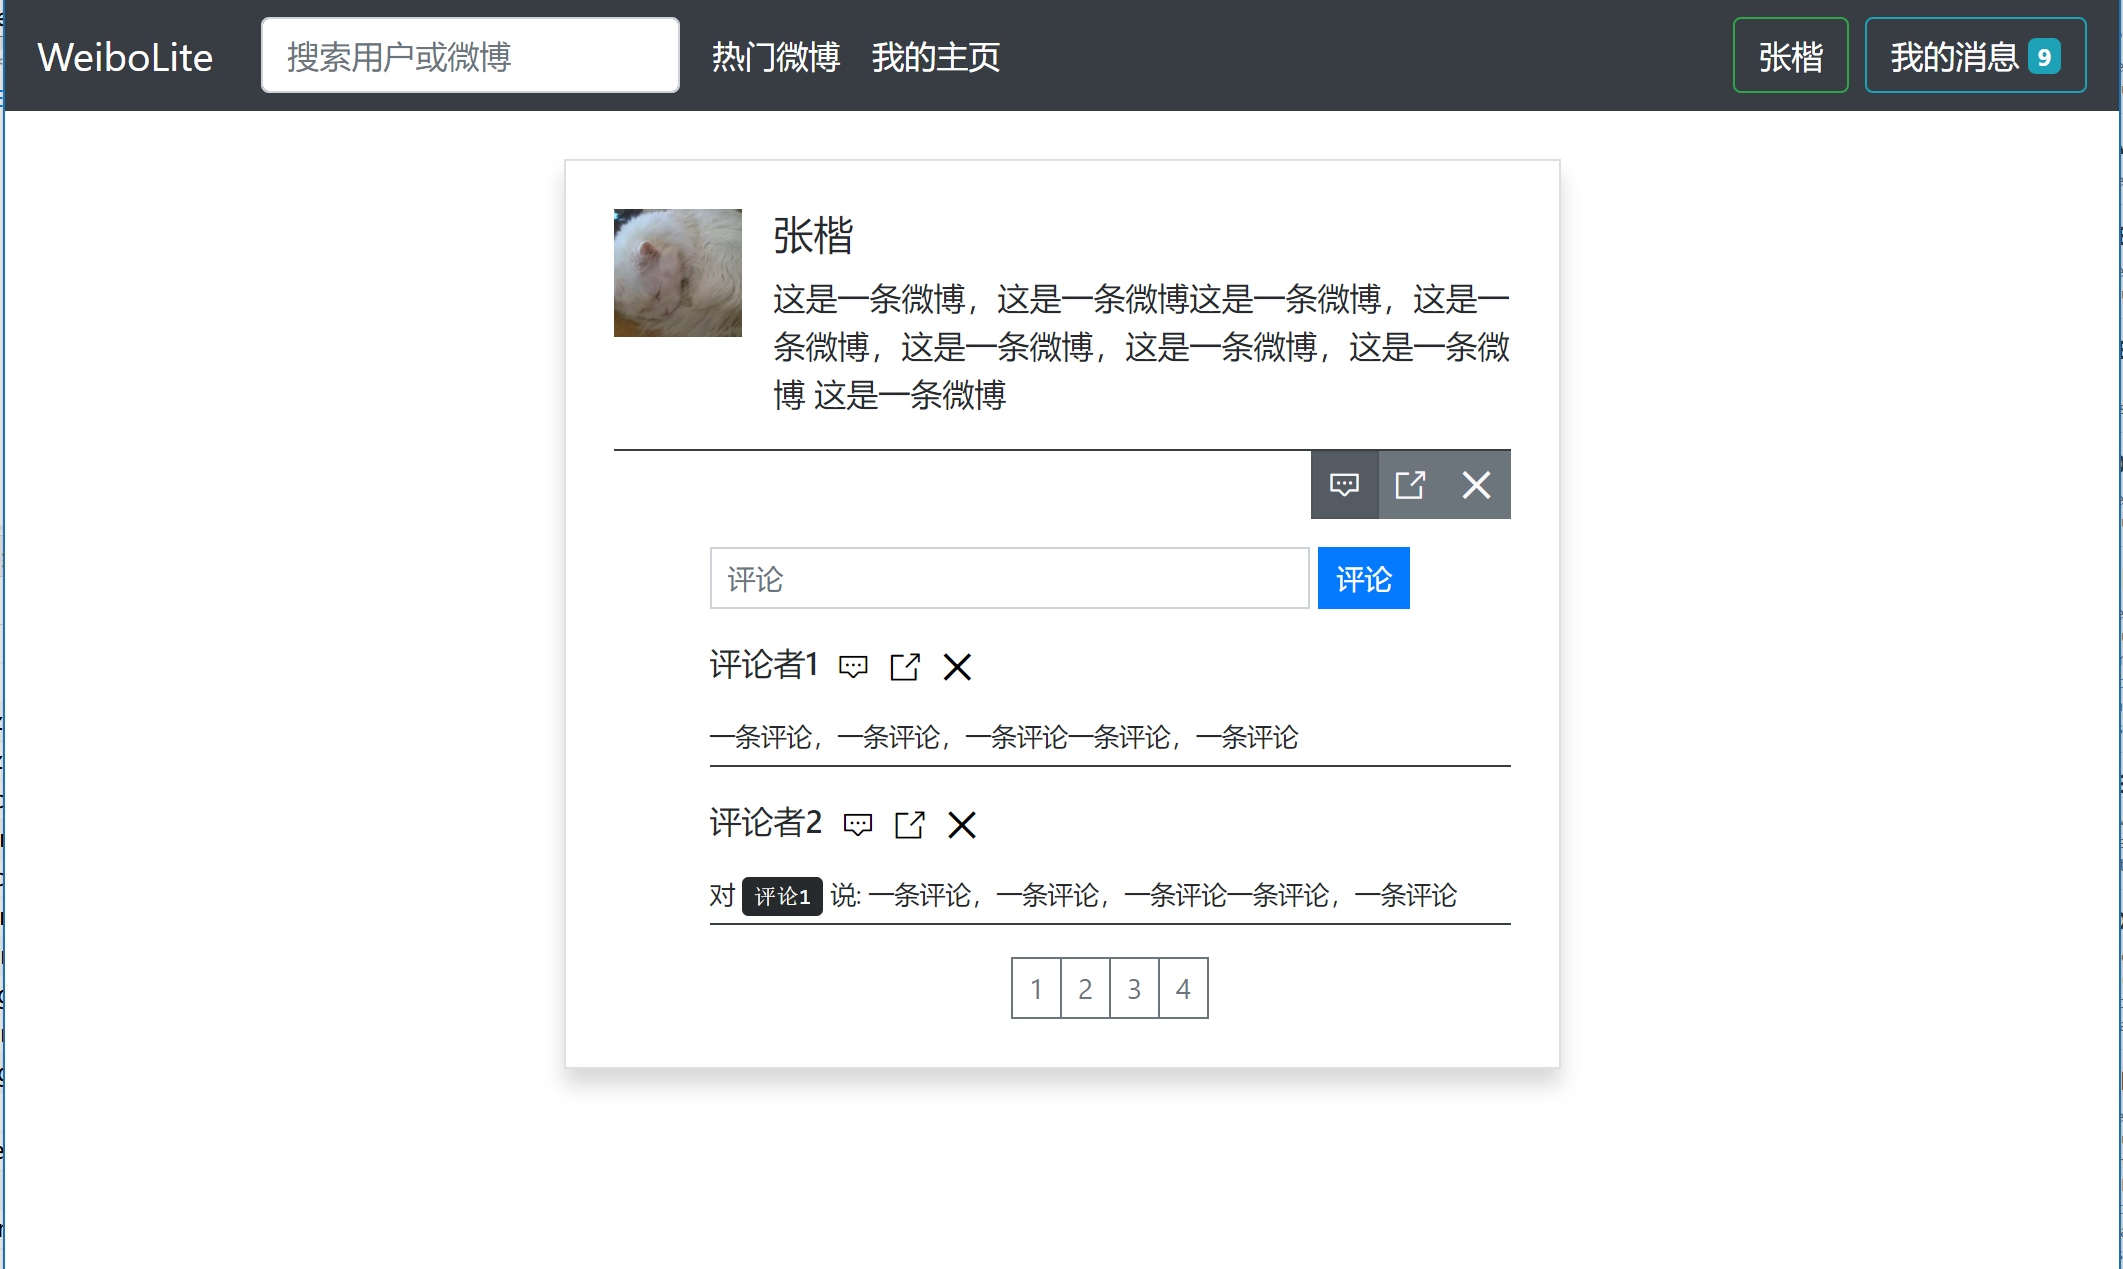 WeiboLite 搜索用户或微博 热门微博 我的主页 张楷 我的消息 9
张楷
这是一条微博，这是一条微博这是一条微博，这是一
条微博，这是一条微博，这是一条微博，这是一条微
博 这是一条微博
评论 评论
评论者1
一条评论，一条评论，一条评论一条评论，一条评论
评论者2
对 评论1 说: 一条评论，一条评论，一条评论一条评论，一条评论
1 2 3 4